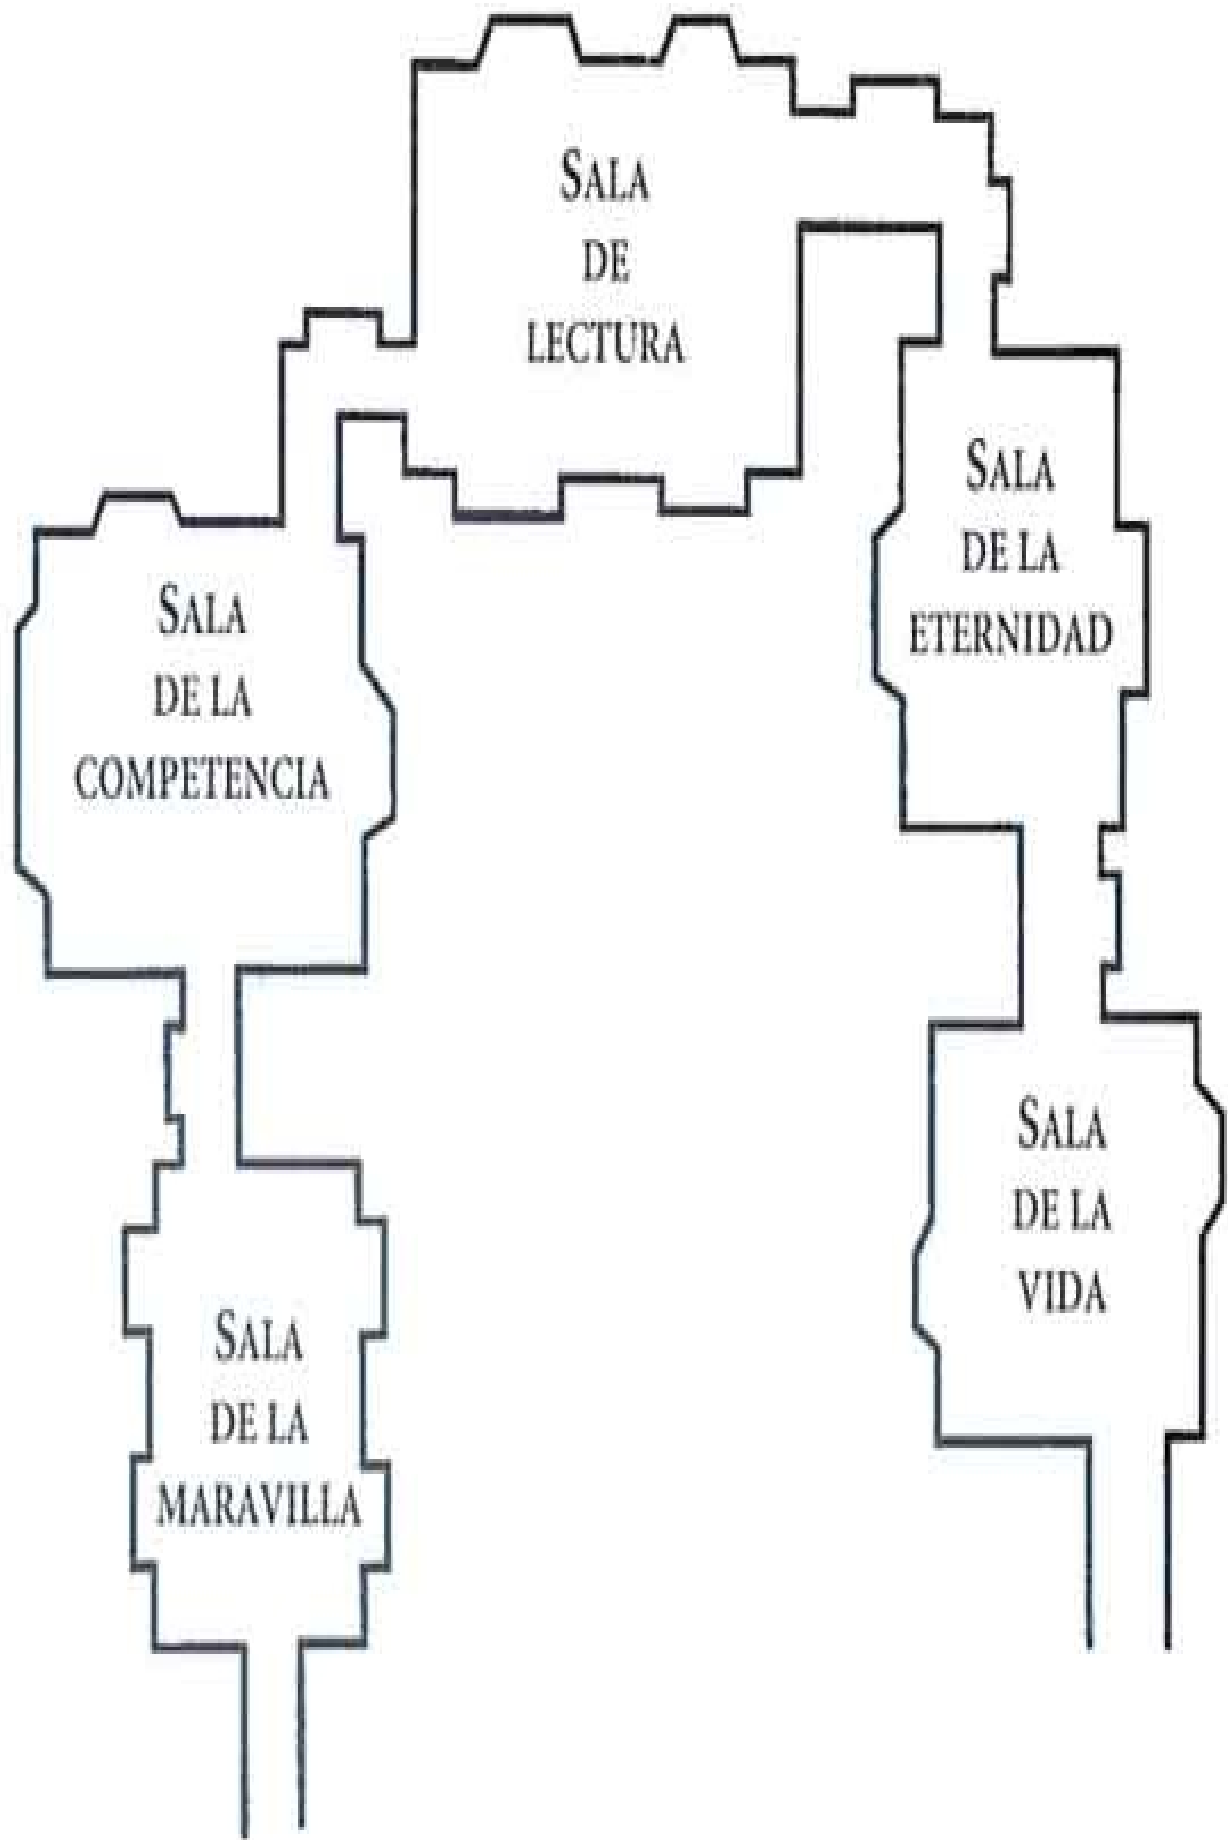 SALA
DE
LECTURA
SALA
DE LA
ETERNIDAD
SALA
DE LA
COMPETENCIA
SALA
DE LA
VIDA
SALA
DE LA
MARAVILLA